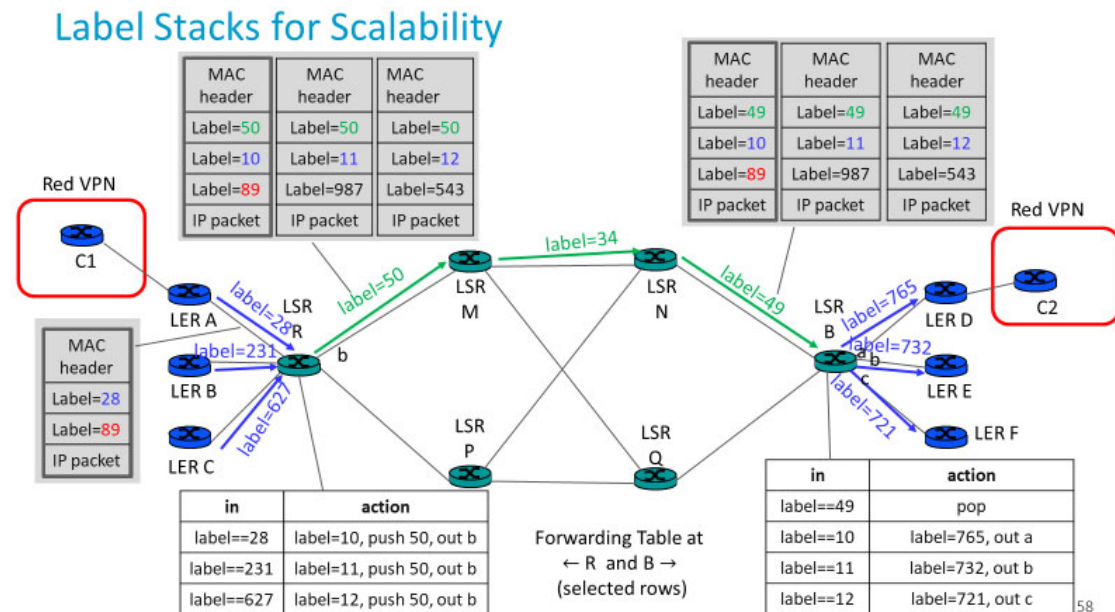 Label Stacks for Scalability
MAC
header
Label=50
Label=10
Label=89
IP packet
MAC
header
Label=50
Label=11
Label=987
IP packet
MAC
header
Label=50
Label=12
Label=543
IP packet
MAC
header
Label=49
Label=10
Label=89
IP packet
MAC
header
Label=49
Label=11
Label=987
IP packet
MAC
header
Label=49
Label=12
Label=543
IP packet
Red VPN
C1
Red VPN
C2
LER A
LER B
LER C
label=28
label=231
label=627
LSR
R
b
label=50
LSR
M
label=34
LSR
N
label=49
LSR
B
a
b
c
label=765
label=732
label=721
LER D
LER E
LER F
LSR
P
LSR
Q
MAC
header
Label=28
Label=89
IP packet
in action
label==28 label=10, push 50, out b
label==231 label=11, push 50, out b
label==627 label=12, push 50, out b
Forwarding Table at
← R and B →
(selected rows)
in action
label==49 pop
label==10 label=765, out a
label==11 label=732, out b
label==12 label=721, out c
58